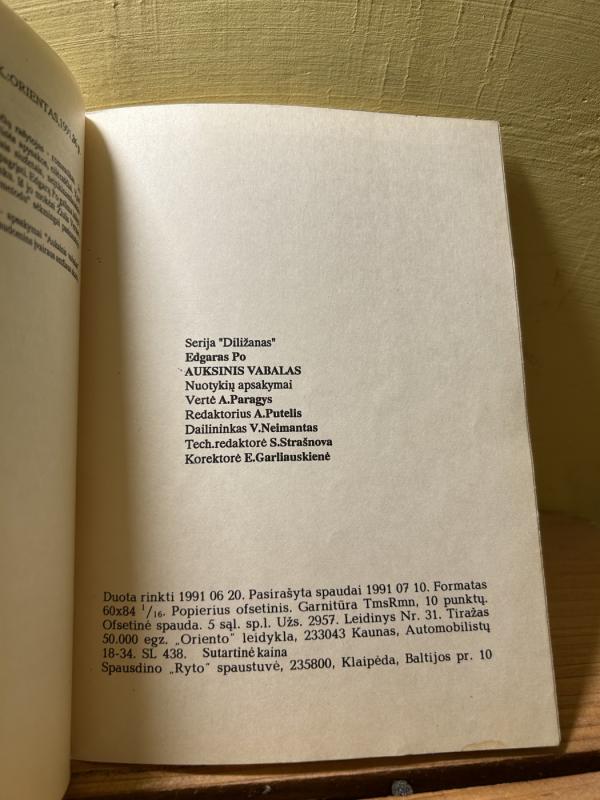 K.:ORIENTAS,1991,80p.
Serija "Diližanas"
Edgaras Po
AUKSINIS VABALAS
Nuotykių apsakymai
Vertė A.Paragys
Redaktorius A.Putelis
Dailininkas V.Neimantas
Tech.redaktorė S.Strašnova
Korektorė E.Garliauskienė
Duota rinkti 1991 06 20. Pasirašyta spaudai 1991 07 10. Formatas
60x84 1/16. Popierius ofsetinis. Garnitūra TmsRmn, 10 punktų.
Ofsetinė spauda. 5 sąl. sp.l. Užs. 2957. Leidinys Nr. 31. Tiražas
50.000 egz. „Oriento" leidykla, 233043 Kaunas, Automobilistų
18-34. SL 438. Sutartinė kaina
Spausdino „Ryto" spaustuvė, 235800, Klaipėda, Baltijos pr. 10